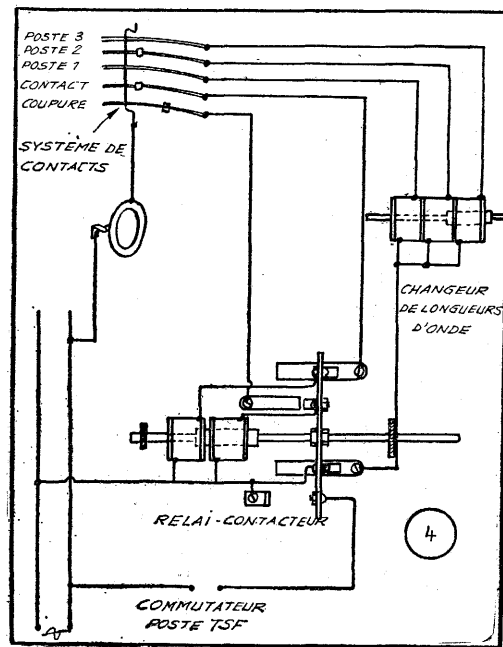 POSTE 3
POSTE 2
POSTE 1
CONTACT
COUPURE
SYSTÈME DE
CONTACTS
CHANGEUR
DE LONGUEURS
D'ONDE
RELAI-CONTACTEUR
4
COMMUTATEUR
POSTE TSF